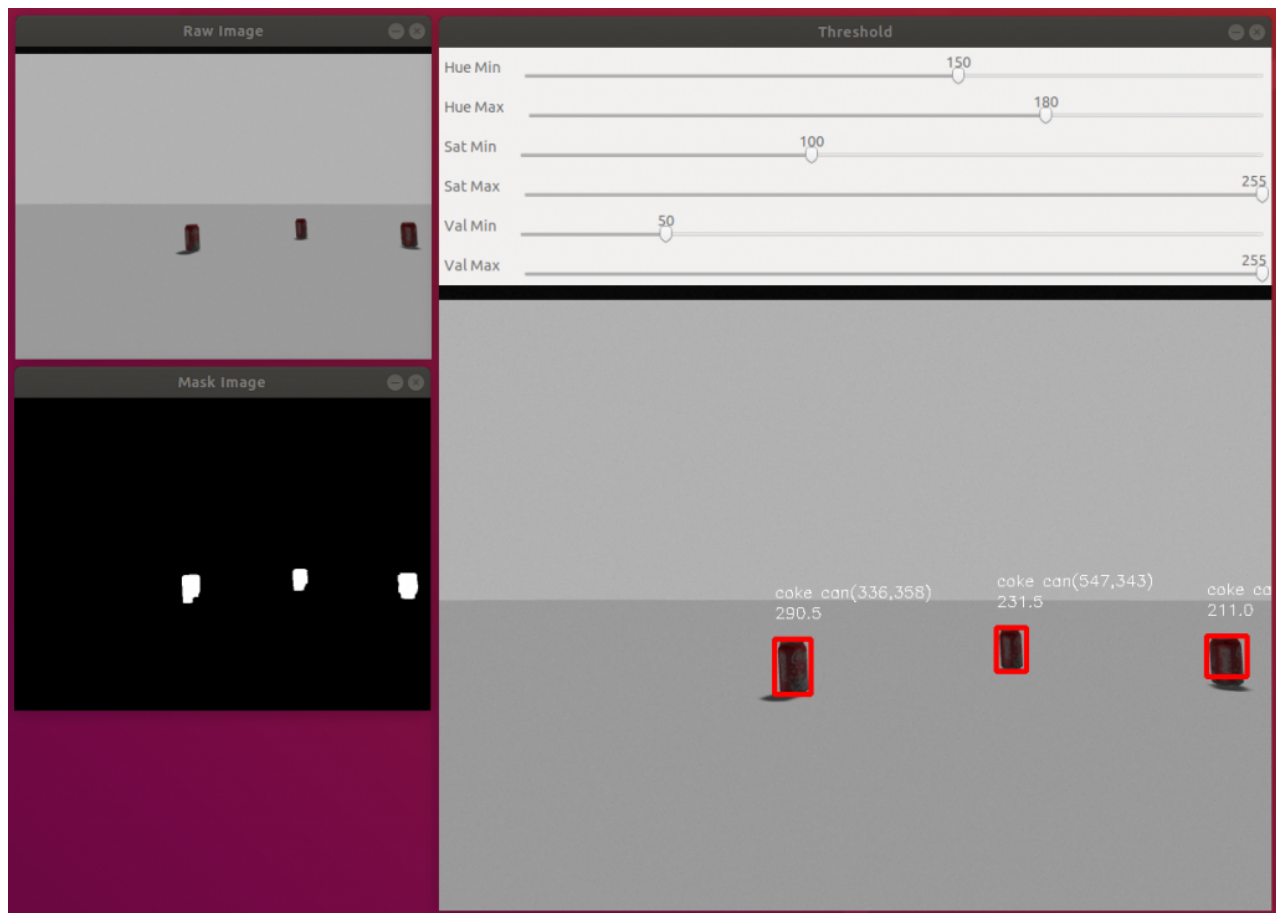 Raw Image
Threshold
Hue Min
150
Hue Max
180
Sat Min
100
Sat Max
255
Val Min
50
Val Max
255
Mask Image
coke can(336,358)
290.5
coke can(547,343)
231.5
coke ca
211.0